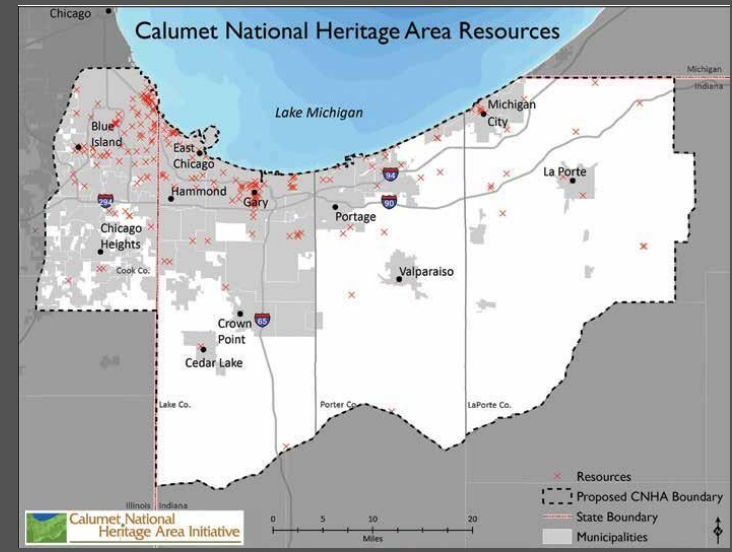 Chicago
Calumet National Heritage Area Resources
Michigan
Indiana
Lake Michigan
Michigan
City
Blue
Island
East
Chicago
94
La Porte
Hammond
Gary
294
90
Portage
Chicago
Heights
Cook Co.
Valparaiso
Crown
Point
65
Cedar Lake
Lake Co.
Porter Co.
LaPorte Co.
Resources
Proposed CNHA Boundary
State Boundary
Municipalities
Illinois Indiana
Calumet National
Heritage Area Initiative
0 5 10 20
Miles
N